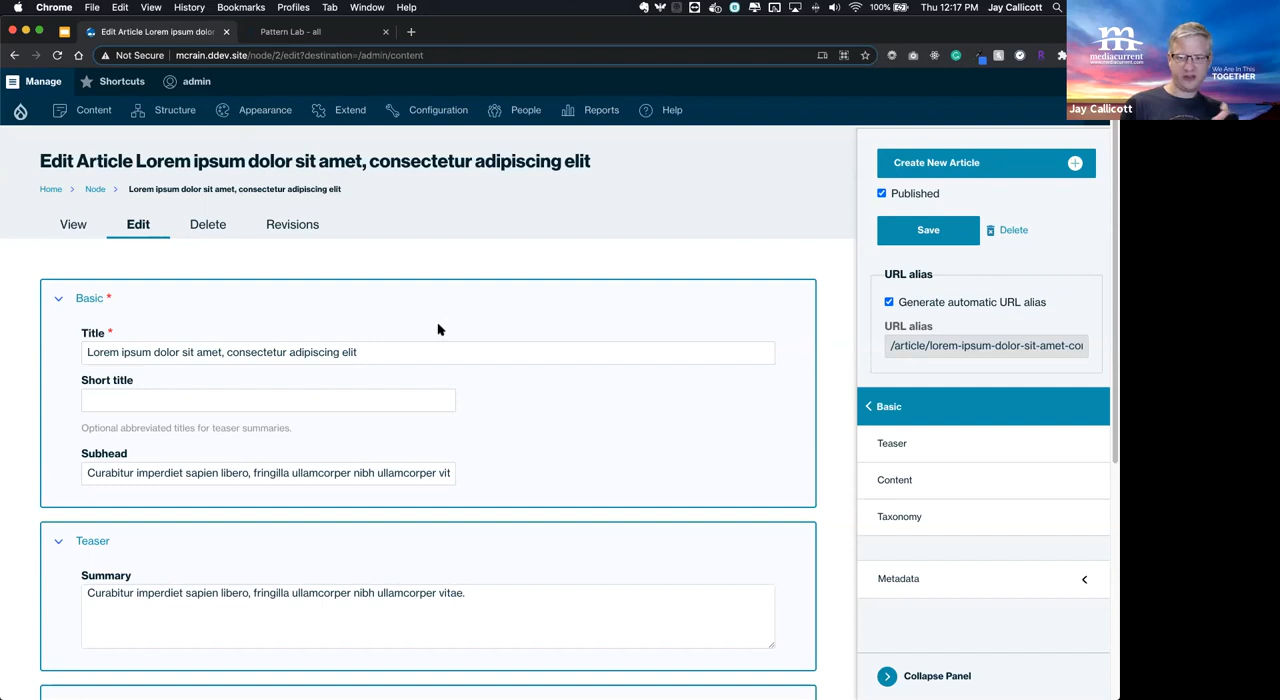 Chrome File Edit View History Bookmarks Profiles Tab Window Help 100% Thu 12:17 PM Jay Callicott
Edit Article Lorem ipsum dolor Pattern Lab - all
Not Secure mcrain.ddev.site/node/2/edit?destination=/admin/content
Manage Shortcuts admin
Content Structure Appearance Extend Configuration People Reports Help
m
mediacurrent
www.mediacurrent.com
We Are In This
TOGETHER
Jay Callicott
Edit Article Lorem ipsum dolor sit amet, consectetur adipiscing elit
Home Node Lorem ipsum dolor sit amet, consectetur adipiscing elit
View Edit Delete Revisions
Basic *
Title *
Lorem ipsum dolor sit amet, consectetur adipiscing elit
Short title
Optional abbreviated titles for teaser summaries.
Subhead
Curabitur imperdiet sapien libero, fringilla ullamcorper nibh ullamcorper vit
Teaser
Summary
Curabitur imperdiet sapien libero, fringilla ullamcorper nibh ullamcorper vitae.
Create New Article
Published
Save Delete
URL alias
Generate automatic URL alias
URL alias
/article/lorem-ipsum-dolor-sit-amet-cor
Basic
Teaser
Content
Taxonomy
Metadata
Collapse Panel